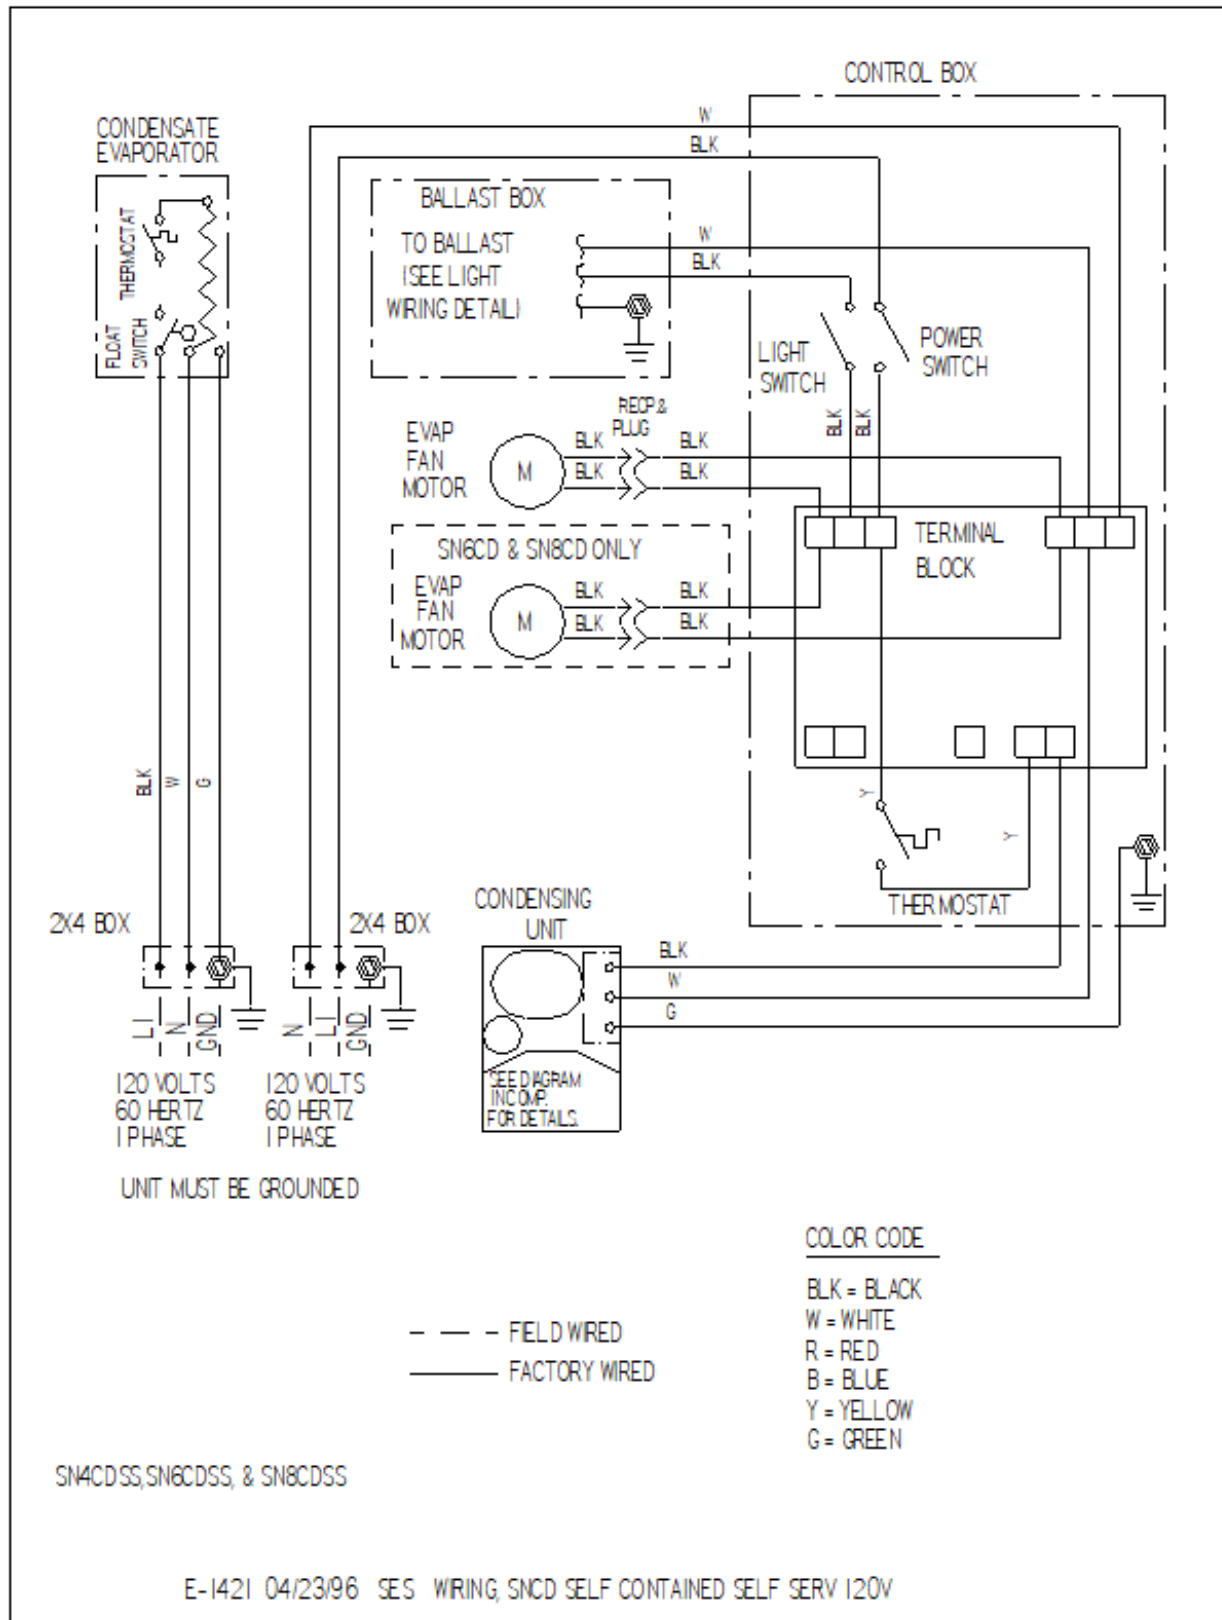 CONTROL BOX
CONDENSATE
EVAPORATOR
THERMOSTAT
FLOAT
SWITCH
W
BLK
BALLAST BOX
TO BALLAST
(SEE LIGHT
WIRING DETAIL)
W
BLK
LIGHT
SWITCH
POWER
SWITCH
BLK
BLK
EVAP
FAN
MOTOR
M
RECP &
PLUG
BLK
BLK
BLK
BLK
TERMINAL
BLOCK
SN6CD & SN8CD ONLY
EVAP
FAN
MOTOR
M
BLK
BLK
BLK
BLK
BLK
W
G
Y
Y
THERMOSTAT
2X4 BOX
2X4 BOX
CONDENSING
UNIT
BLK
W
G
SEE DIAGRAM
IN COMP.
FOR DETAILS.
L1
N
GND
N
L1
GND
120 VOLTS
60 HERTZ
1 PHASE
120 VOLTS
60 HERTZ
1 PHASE
UNIT MUST BE GROUNDED
COLOR CODE
BLK = BLACK
W = WHITE
R = RED
B = BLUE
Y = YELLOW
G = GREEN
FIELD WIRED
FACTORY WIRED
SN4CDSS, SN6CDSS, & SN8CDSS
E-1421 04/23/96 SES WIRING, SNCD SELF CONTAINED SELF SERV 120V